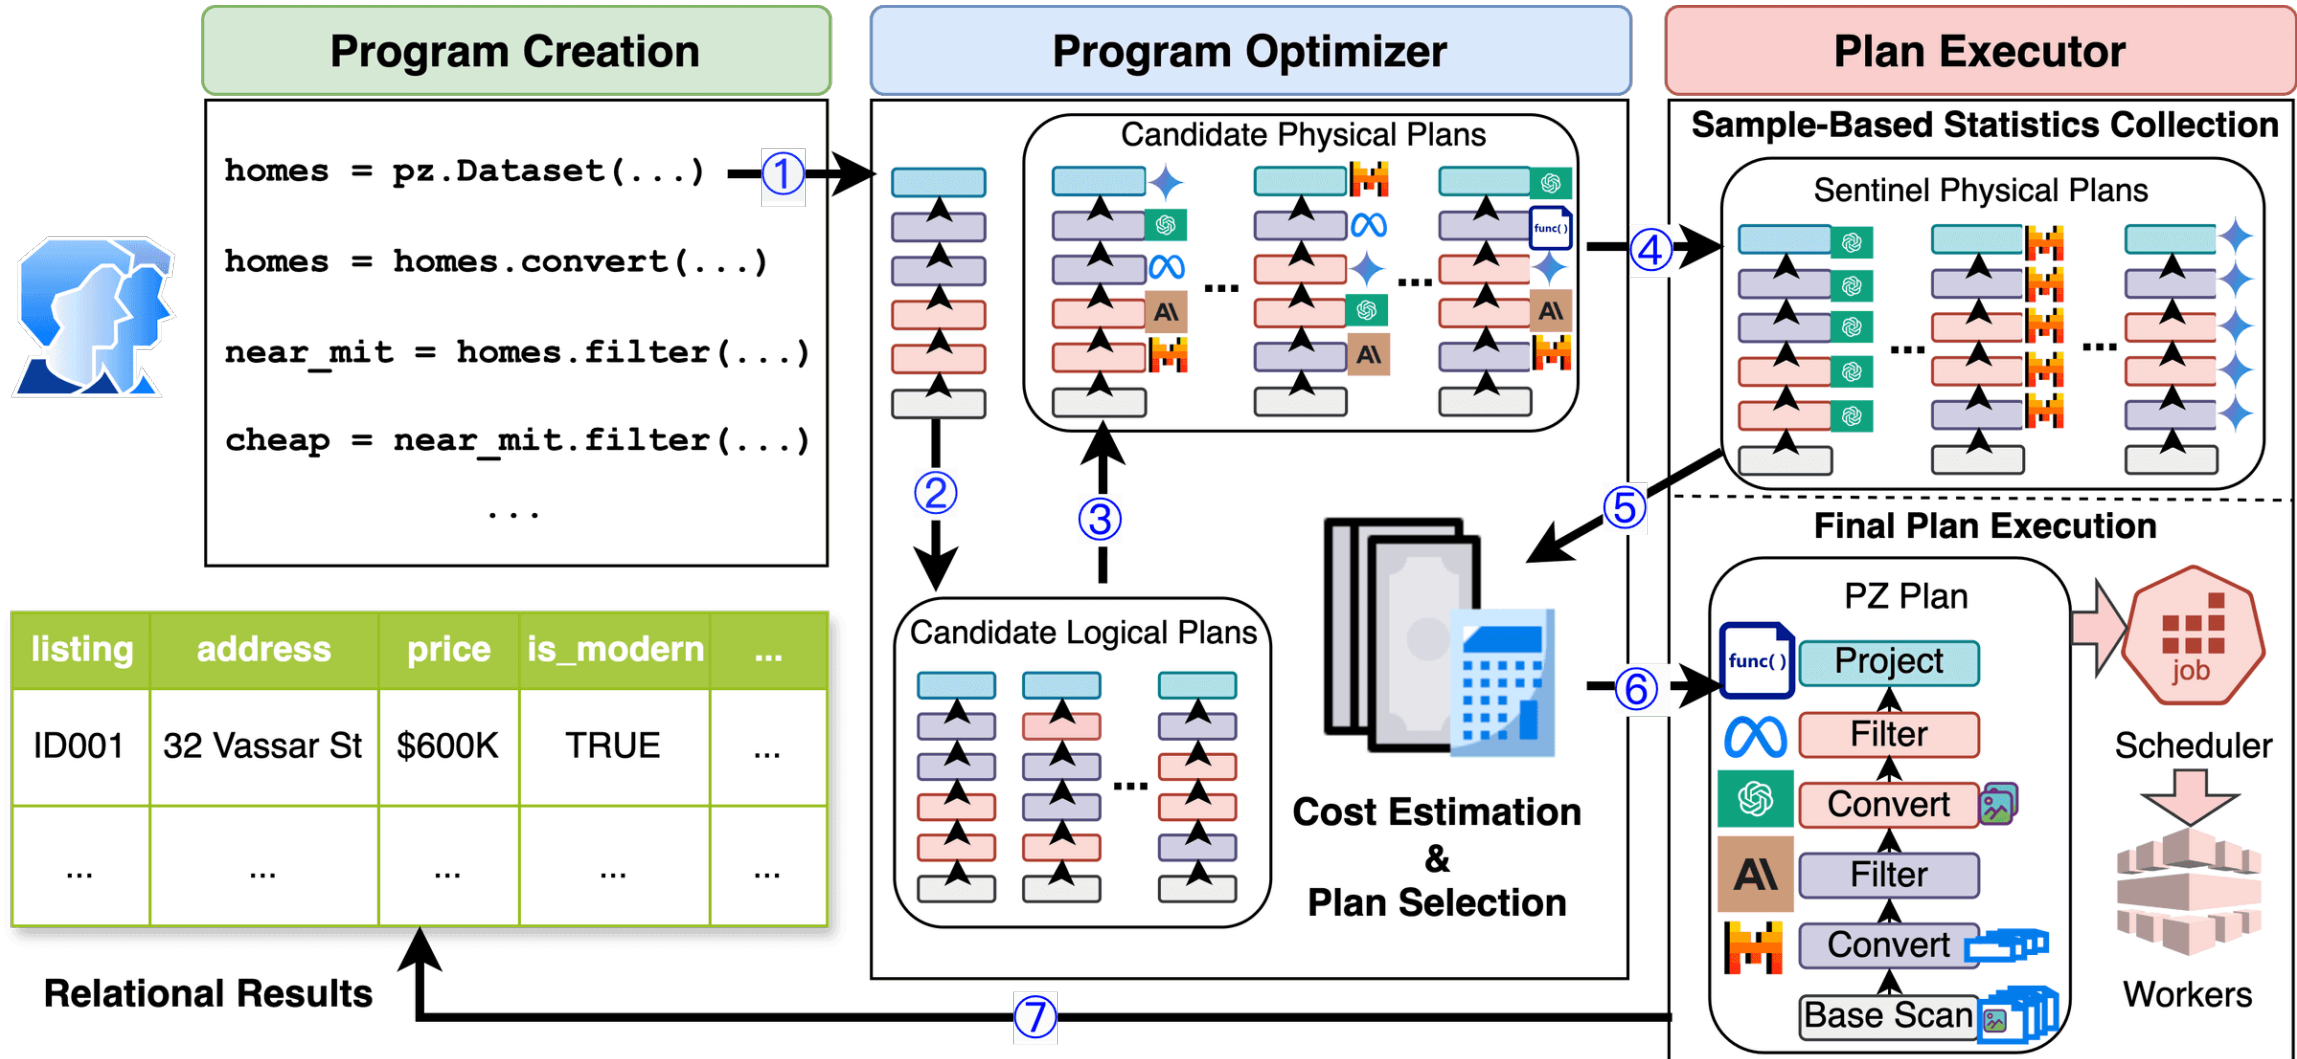 Program Creation
homes = pz.Dataset(...)
homes = homes.convert(...)
near_mit = homes.filter(...)
cheap = near_mit.filter(...)
...
①
Program Optimizer
Candidate Physical Plans
func()
... ...
②
③
Candidate Logical Plans
...
Cost Estimation
&
Plan Selection
④
⑤
⑥
Plan Executor
Sample-Based Statistics Collection
Sentinel Physical Plans
... ...
Final Plan Execution
PZ Plan
func()
Project
Filter
Convert
Filter
Convert
Base Scan
job
Scheduler
Workers
⑦
listing address price is_modern ...
ID001 32 Vassar St $600K TRUE ...
... ... ... ... ...
Relational Results